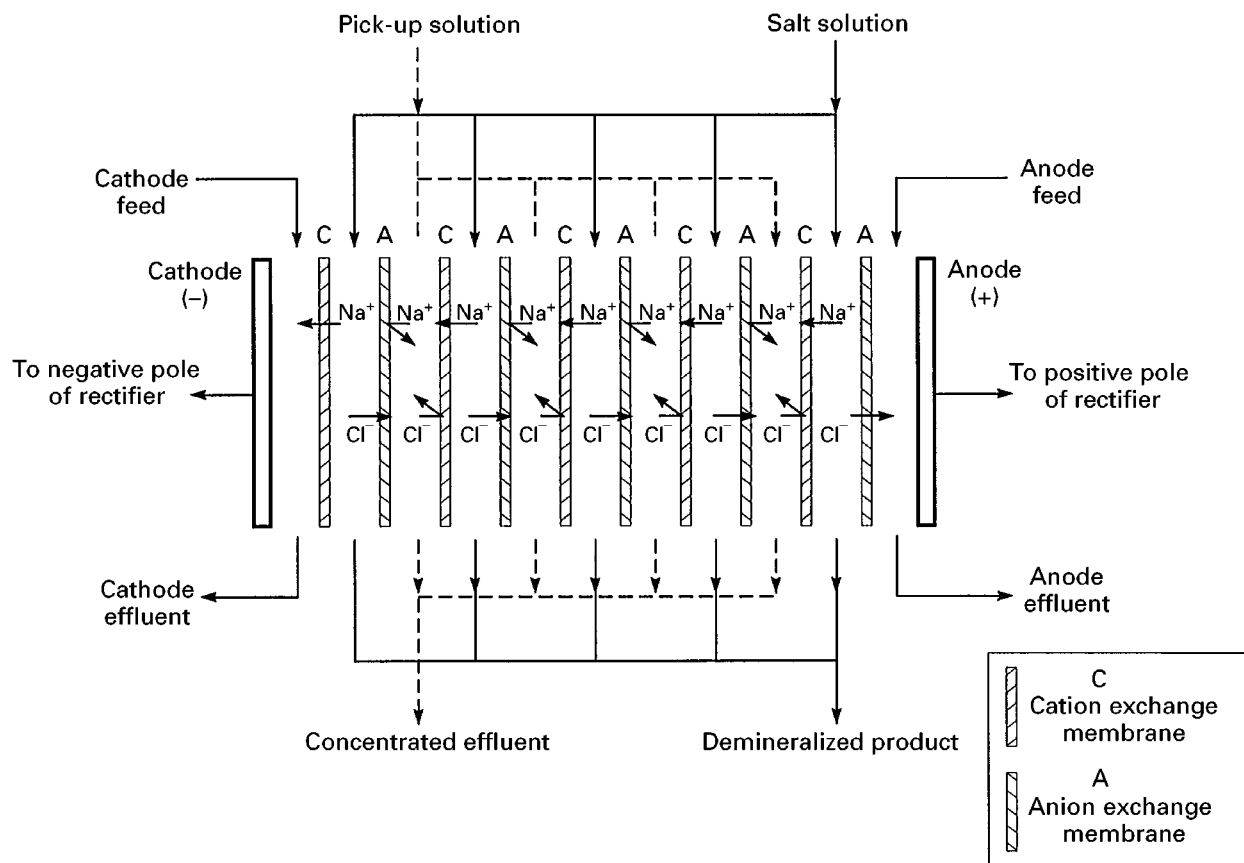 Pick-up solution
Salt solution
Cathode
feed
Anode
feed
C A C A C A C A C A
Cathode
(–)
Anode
(+)
Na⁺ Na⁺ Na⁺ Na⁺ Na⁺ Na⁺ Na⁺ Na⁺ Na⁺
To negative pole
of rectifier
To positive pole
of rectifier
Cl⁻ Cl⁻ Cl⁻ Cl⁻ Cl⁻ Cl⁻ Cl⁻ Cl⁻ Cl⁻
Cathode
effluent
Anode
effluent
Concentrated effluent
Demineralized product
C
Cation exchange
membrane
A
Anion exchange
membrane